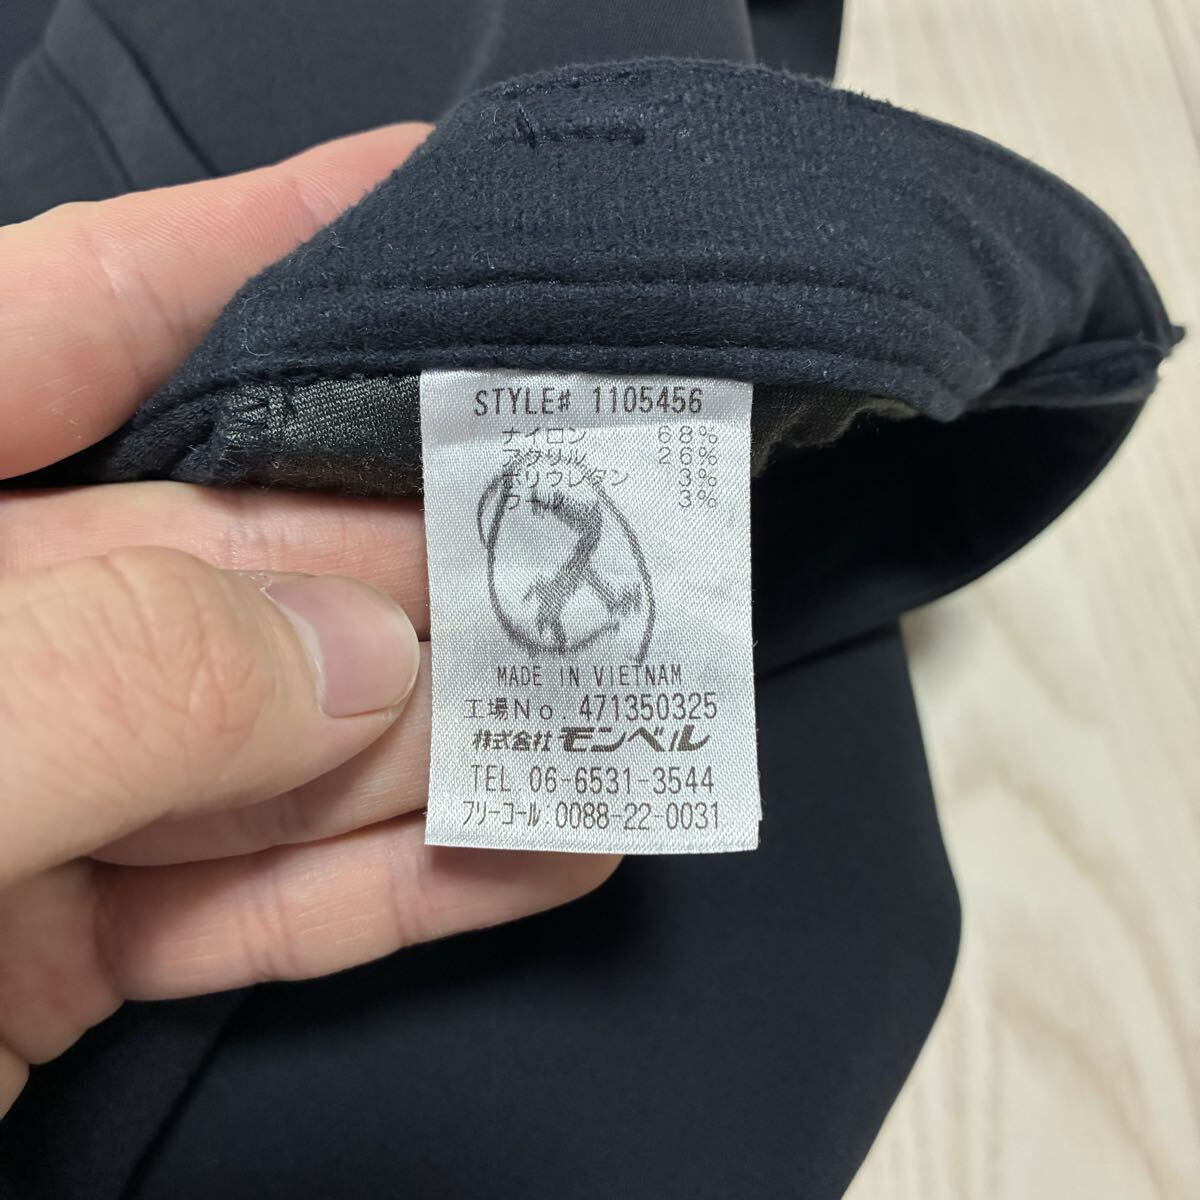 STYLE# 1105456
ナイロン 68%
アクリル 26%
ポリウレタン 3%
ウール 3%
MADE IN VIETNAM
工場No. 471350325
株式会社モンベル
TEL. 06-6531-3544
フリーコール:0088-22-0031